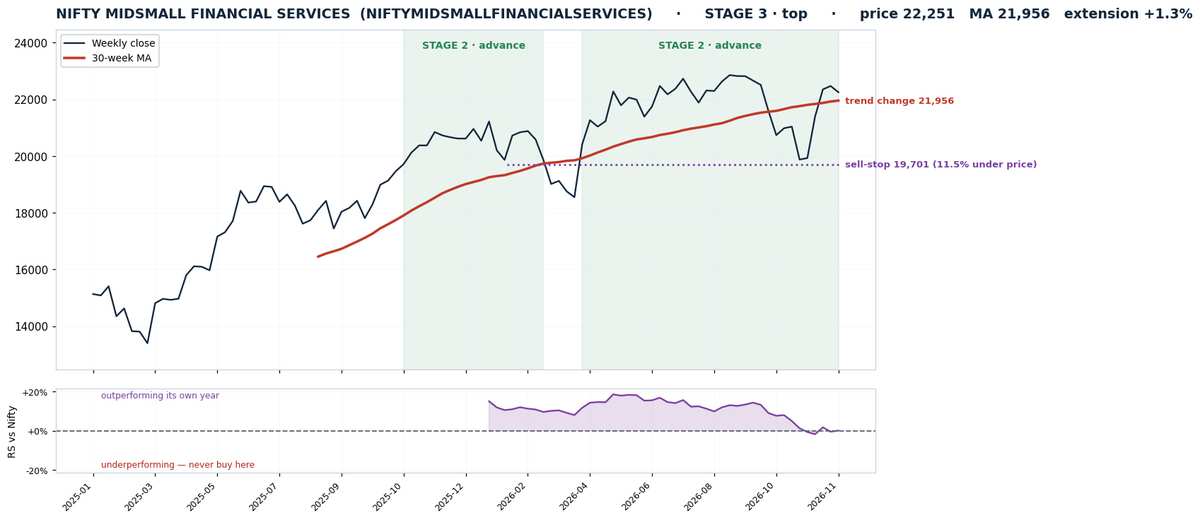 NIFTY MIDSMALL FINANCIAL SERVICES (NIFTYMIDSMALLFINANCIALSERVICES) · STAGE 3 · top · price 22,251 MA 21,956 extension +1.3%
24000
22000
20000
18000
16000
14000
Weekly close
30-week MA
STAGE 2 · advance
STAGE 2 · advance
trend change 21,956
sell-stop 19,701 (11.5% under price)
RS vs Nifty
+20%
+0%
-20%
outperforming its own year
underperforming — never buy here
2025-01
2025-03
2025-05
2025-07
2025-09
2025-10
2025-12
2026-02
2026-04
2026-06
2026-08
2026-10
2026-11